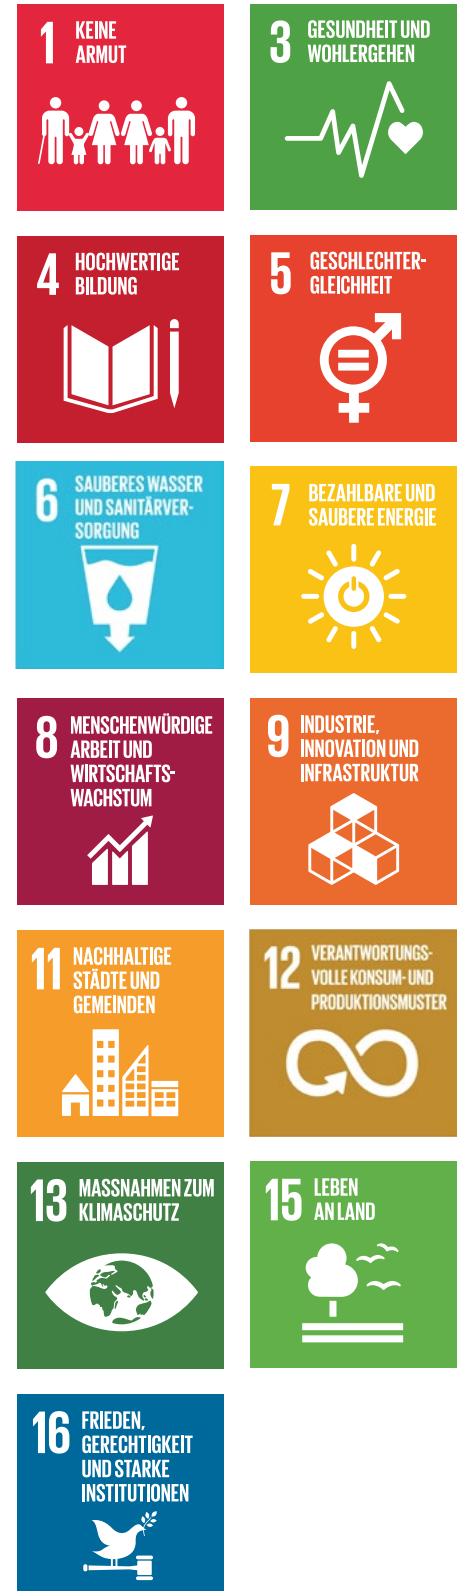 1 KEINE
ARMUT
3 GESUNDHEIT UND
WOHLERGEHEN
4 HOCHWERTIGE
BILDUNG
5 GESCHLECHTER-
GLEICHHEIT
6 SAUBERES WASSER
UND SANITÄRVER-
SORGUNG
7 BEZAHLBARE UND
SAUBERE ENERGIE
8 MENSCHENWÜRDIGE
ARBEIT UND
WIRTSCHAFTS-
WACHSTUM
9 INDUSTRIE,
INNOVATION UND
INFRASTRUKTUR
11 NACHHALTIGE
STÄDTE UND
GEMEINDEN
12 VERANTWORTUNGS-
VOLLE KONSUM- UND
PRODUKTIONSMUSTER
13 MASSNAHMEN ZUM
KLIMASCHUTZ
15 LEBEN
AN LAND
16 FRIEDEN,
GERECHTIGKEIT
UND STARKE
INSTITUTIONEN